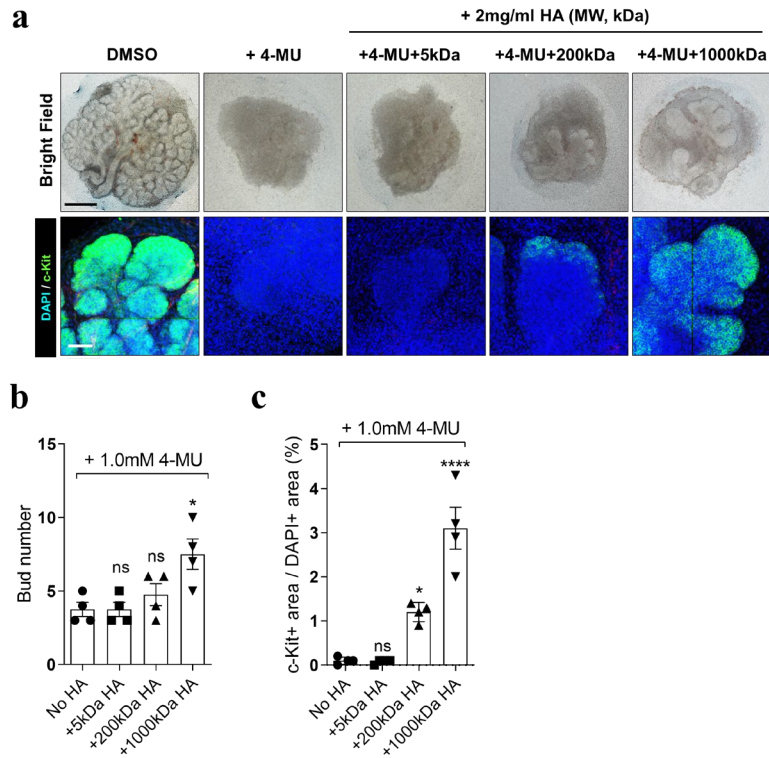 a
+ 2mg/ml HA (MW, kDa)
DMSO
+ 4-MU
+4-MU+5kDa
+4-MU+200kDa
+4-MU+1000kDa
Bright Field
DAPI / c-Kit
b
+ 1.0mM 4-MU
Bud number
15
10
5
0
ns
ns
*
No HA
+5kDa HA
+200kDa HA
+1000kDa HA
c
+ 1.0mM 4-MU
c-Kit+ area / DAPI+ area (%)
5
4
3
2
1
0
ns
*
****
No HA
+5kDa HA
+200kDa HA
+1000kDa HA